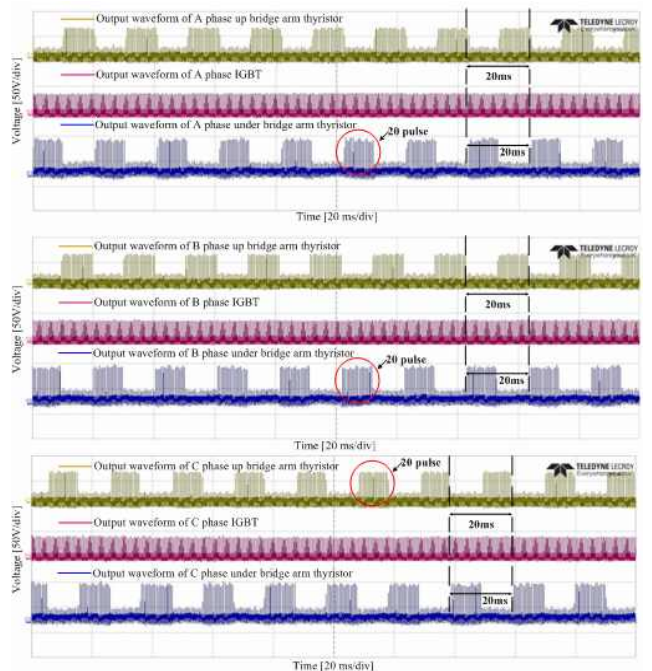 Output waveform of A phase up bridge arm thyristor
TELEDYNE LECROY
Everywhereyoulook
20ms
Output waveform of A phase IGBT
Output waveform of A phase under bridge arm thyristor
20 pulse
20ms
Voltage [50V/div]
Time [20 ms/div]
Output waveform of B phase up bridge arm thyristor
TELEDYNE LECROY
Everywhereyoulook
20ms
Output waveform of B phase IGBT
Output waveform of B phase under bridge arm thyristor
20 pulse
20ms
Voltage [50V/div]
Time [20 ms/div]
20 pulse
Output waveform of C phase up bridge arm thyristor
TELEDYNE LECROY
Everywhereyoulook
Output waveform of C phase IGBT
20ms
Output waveform of C phase under bridge arm thyristor
20ms
Voltage [50V/div]
Time [20 ms/div]